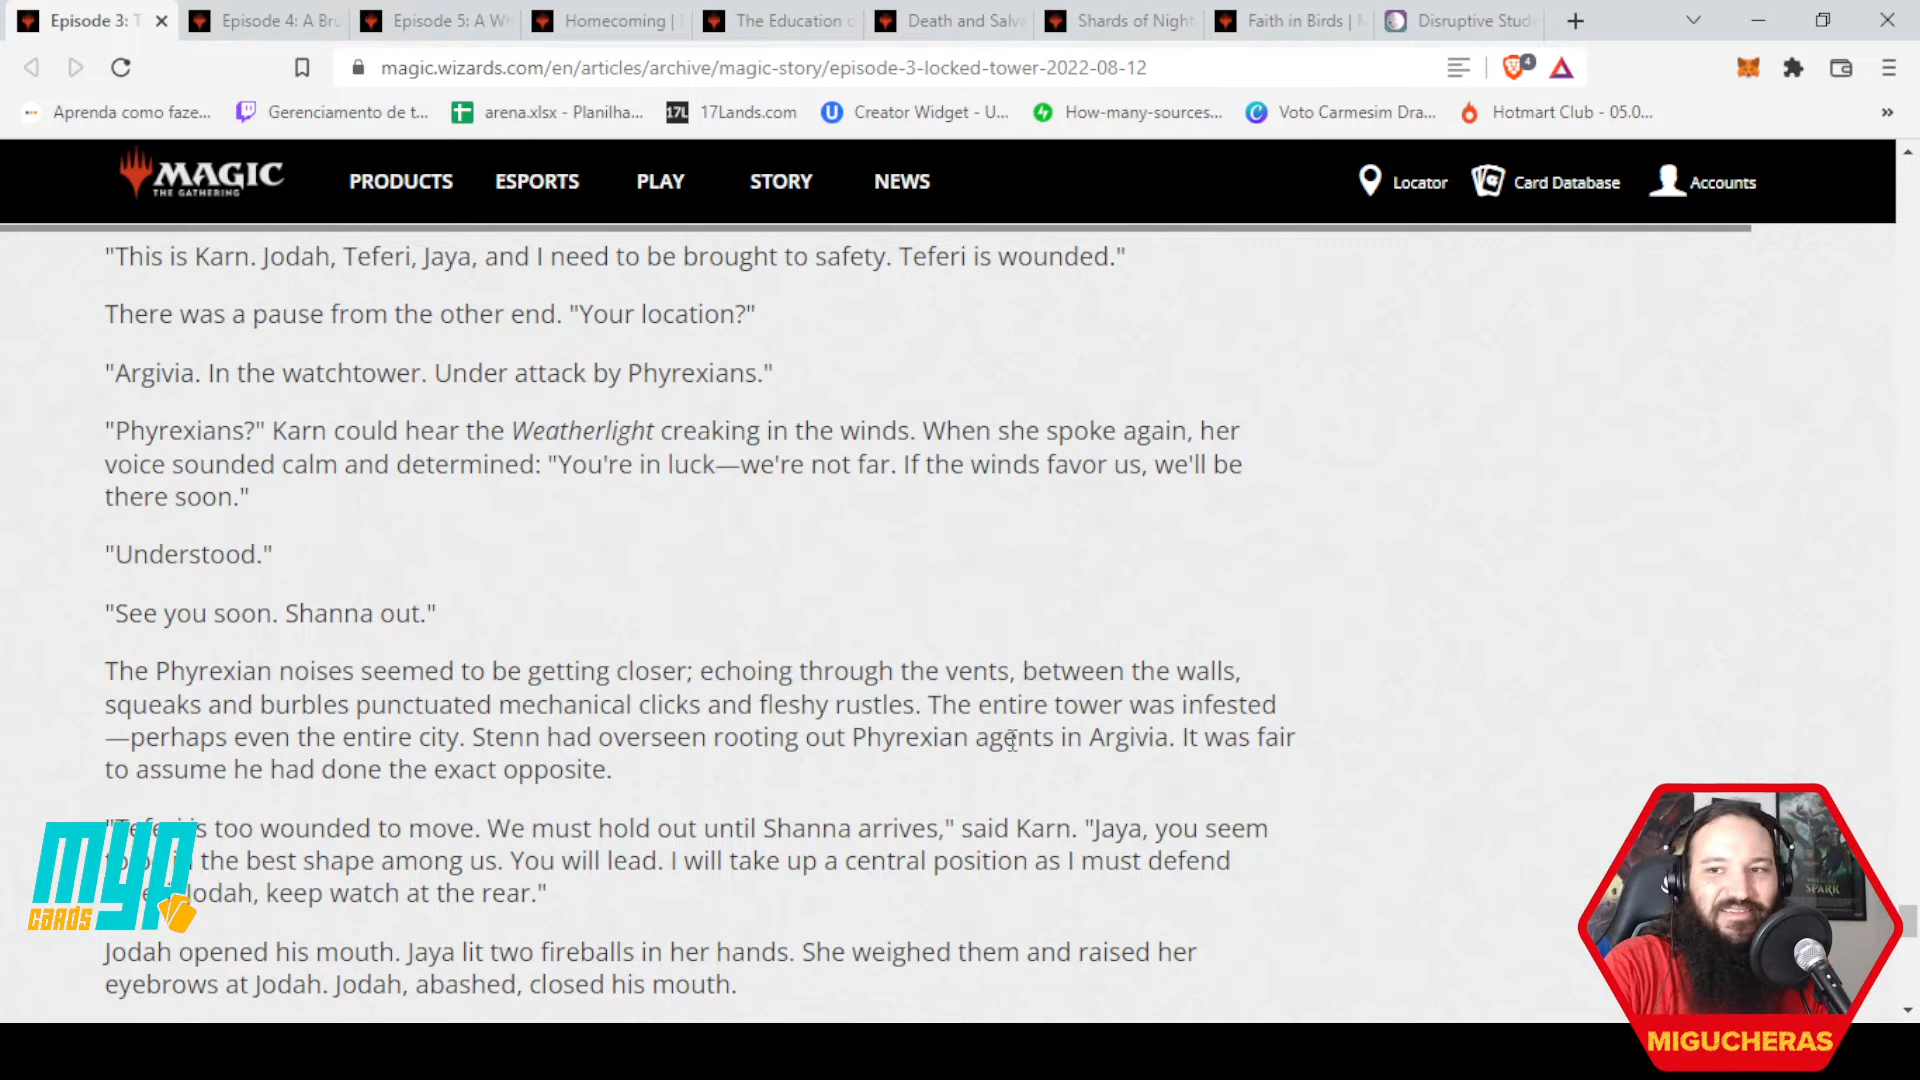 Episode 3: T
Episode 4: A Bru
Episode 5: A Wh
Homecoming |
The Education o
Death and Salva
Shards of Night
Faith in Birds | M
Disruptive Stude
magic.wizards.com/en/articles/archive/magic-story/episode-3-locked-tower-2022-08-12
4
Aprenda como faze...
Gerenciamento de t...
arena.xlsx - Planilha...
17L
17Lands.com
Creator Widget - U...
How-many-sources...
Voto Carmesim Dra...
Hotmart Club - 05.0...
»
MAGIC
THE GATHERING
PRODUCTS
ESPORTS
PLAY
STORY
NEWS
Locator
Card Database
Accounts
"This is Karn. Jodah, Teferi, Jaya, and I need to be brought to safety. Teferi is wounded."
There was a pause from the other end. "Your location?"
"Argivia. In the watchtower. Under attack by Phyrexians."
"Phyrexians?" Karn could hear the Weatherlight creaking in the winds. When she spoke again, her
voice sounded calm and determined: "You're in luck—we're not far. If the winds favor us, we'll be
there soon."
"Understood."
"See you soon. Shanna out."
The Phyrexian noises seemed to be getting closer; echoing through the vents, between the walls,
squeaks and burbles punctuated mechanical clicks and fleshy rustles. The entire tower was infested
—perhaps even the entire city. Stenn had overseen rooting out Phyrexian agents in Argivia. It was fair
to assume he had done the exact opposite.
"Teferi is too wounded to move. We must hold out until Shanna arrives," said Karn. "Jaya, you seem
the best shape among us. You will lead. I will take up a central position as I must defend
Jodah, keep watch at the rear."
Jodah opened his mouth. Jaya lit two fireballs in her hands. She weighed them and raised her
eyebrows at Jodah. Jodah, abashed, closed his mouth.
myp
cards
SPARK
MIGUCHERAS